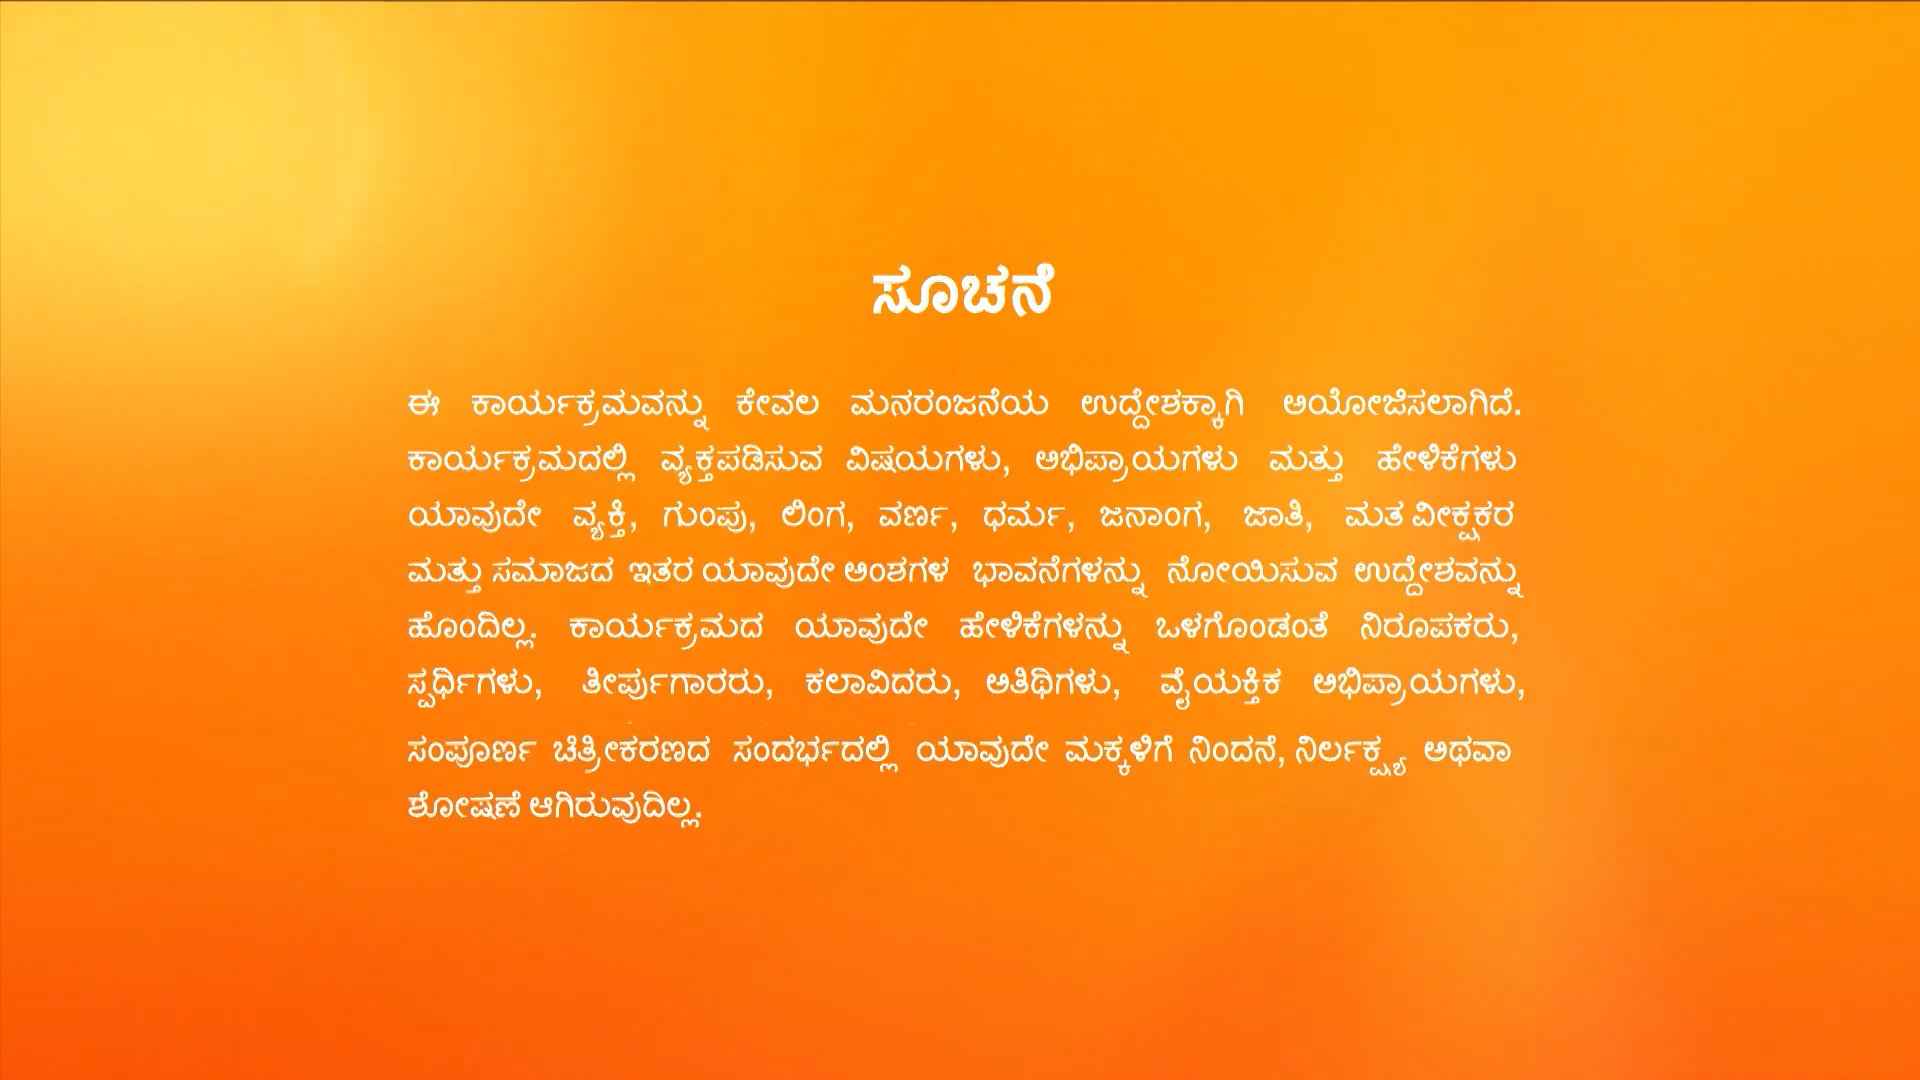 ಸೂಚನೆ
ಈ ಕಾರ್ಯಕ್ರಮವನ್ನು ಕೇವಲ ಮನರಂಜನೆಯ ಉದ್ದೇಶಕ್ಕಾಗಿ ಅಯೋಜಿಸಲಾಗಿದೆ.
ಕಾರ್ಯಕ್ರಮದಲ್ಲಿ ವ್ಯಕ್ತಪಡಿಸುವ ವಿಷಯಗಳು, ಅಭಿಪ್ರಾಯಗಳು ಮತ್ತು ಹೇಳಿಕೆಗಳು
ಯಾವುದೇ ವ್ಯಕ್ತಿ, ಗುಂಪು, ಲಿಂಗ, ವರ್ಣ, ಧರ್ಮ, ಜನಾಂಗ, ಜಾತಿ, ಮತ ವೀಕ್ಷಕರ
ಮತ್ತು ಸಮಾಜದ ಇತರ ಯಾವುದೇ ಅಂಶಗಳ ಭಾವನೆಗಳನ್ನು ನೋಯಿಸುವ ಉದ್ದೇಶವನ್ನು
ಹೊಂದಿಲ್ಲ. ಕಾರ್ಯಕ್ರಮದ ಯಾವುದೇ ಹೇಳಿಕೆಗಳನ್ನು ಒಳಗೊಂಡಂತೆ ನಿರೂಪಕರು,
ಸ್ಪರ್ಧಿಗಳು, ತೀರ್ಪುಗಾರರು, ಕಲಾವಿದರು, ಅತಿಥಿಗಳು, ವೈಯಕ್ತಿಕ ಅಭಿಪ್ರಾಯಗಳು,
ಸಂಪೂರ್ಣ ಚಿತ್ರೀಕರಣದ ಸಂದರ್ಭದಲ್ಲಿ ಯಾವುದೇ ಮಕ್ಕಳಿಗೆ ನಿಂದನೆ, ನಿರ್ಲಕ್ಷ್ಯ ಅಥವಾ
ಶೋಷಣೆ ಆಗಿರುವುದಿಲ್ಲ.